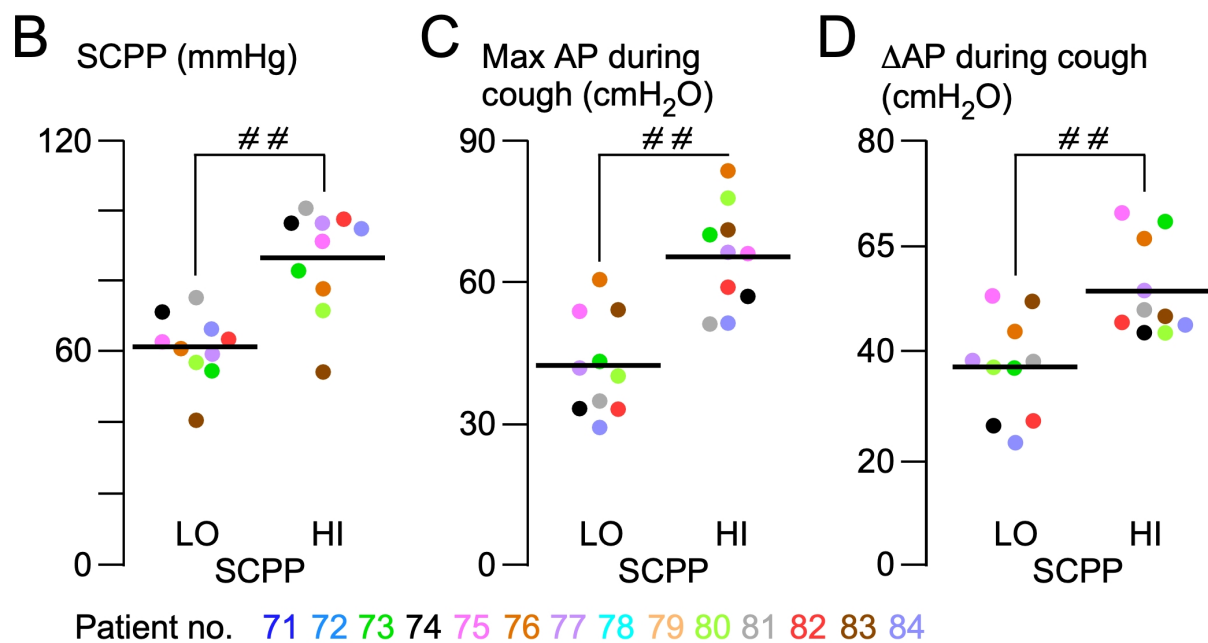 B SCPP (mmHg)
120
60
0
##
LO HI
SCPP
C Max AP during
cough (cmH₂O)
90
60
30
0
##
LO HI
SCPP
D ΔAP during cough
(cmH₂O)
80
65
40
20
0
##
LO HI
SCPP
Patient no. 71 72 73 74 75 76 77 78 79 80 81 82 83 84